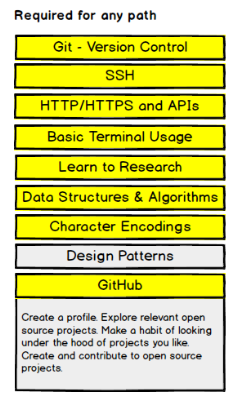 Required for any path
Git - Version Control
SSH
HTTP/HTTPS and APIs
Basic Terminal Usage
Learn to Research
Data Structures & Algorithms
Character Encodings
Design Patterns
GitHub
Create a profile. Explore relevant open
source projects. Make a habit of looking
under the hood of projects you like.
Create and contribute to open source
projects.